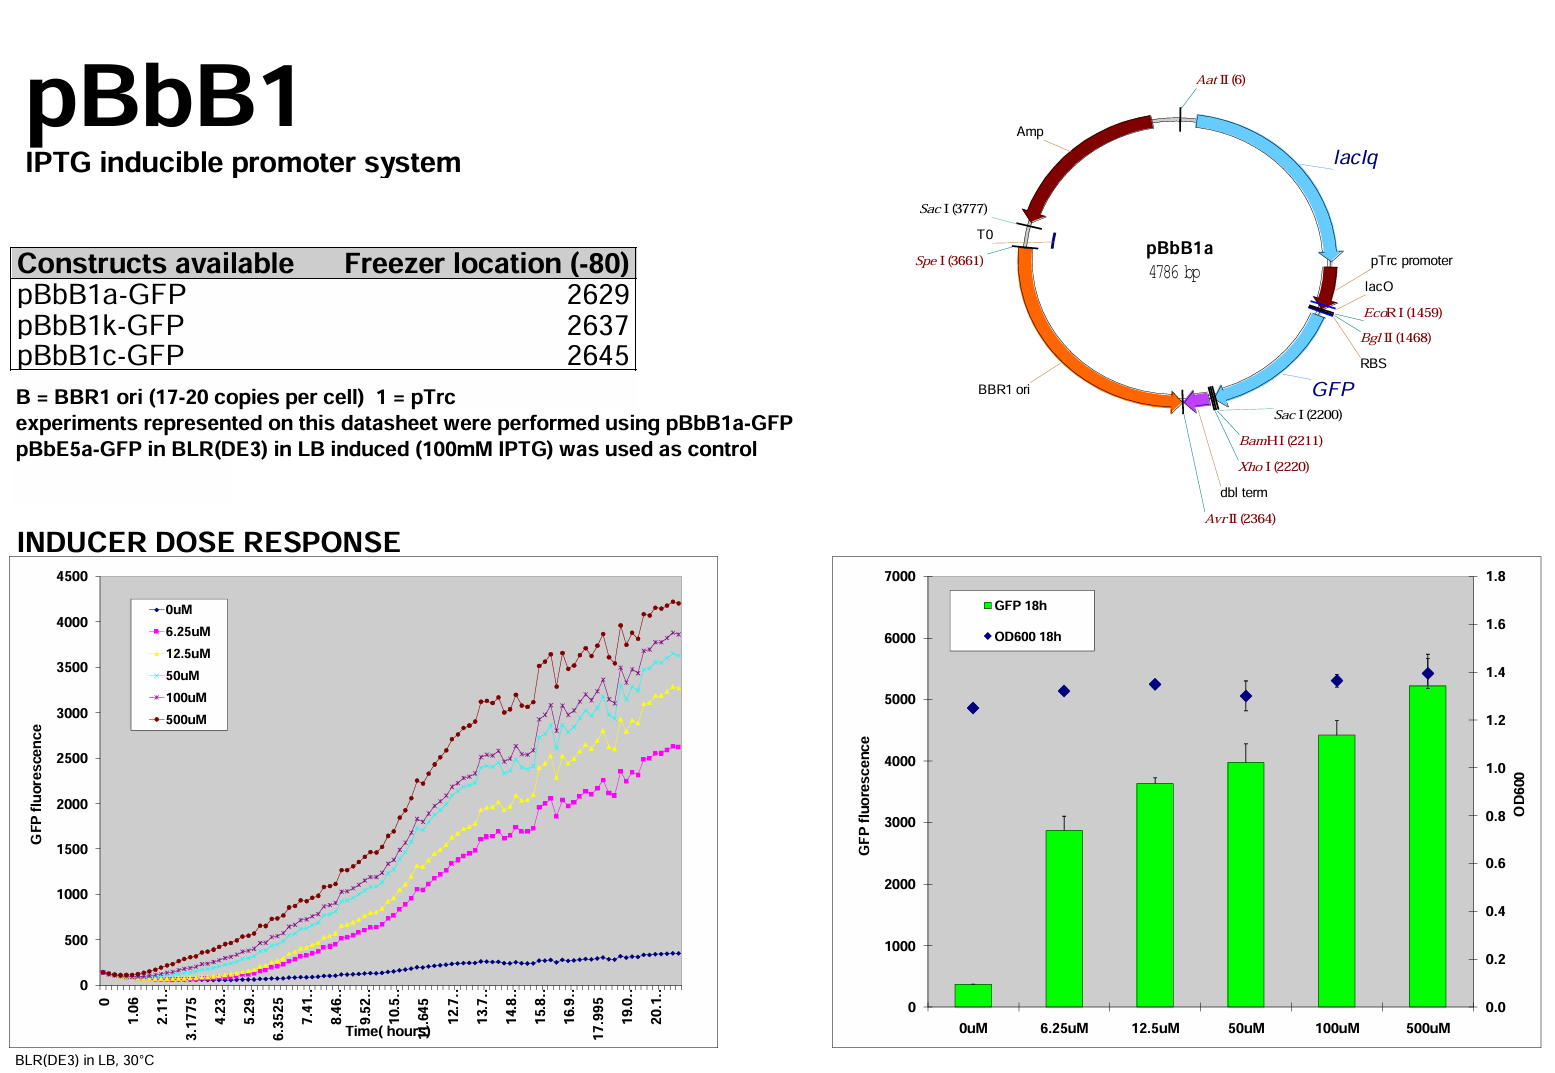 pBbB1
IPTG inducible promoter system
Constructs available Freezer location (-80)
pBbB1a-GFP 2629
pBbB1k-GFP 2637
pBbB1c-GFP 2645
B = BBR1 ori (17-20 copies per cell) 1 = pTrc
experiments represented on this datasheet were performed using pBbB1a-GFP
pBbE5a-GFP in BLR(DE3) in LB induced (100mM IPTG) was used as control
Aat II (6)
Amp
lacIq
Sac I (3777)
T0
Spe I (3661)
pBbB1a
4786 bp
pTrc promoter
lacO
EcoR I (1459)
Bgl II (1468)
RBS
BBR1 ori
GFP
Sac I (2200)
BamH I (2211)
Xho I (2220)
dbl term
Avr II (2364)
INDUCER DOSE RESPONSE
4500
4000
3500
3000
2500
2000
1500
1000
500
0
GFP fluorescence
0uM
6.25uM
12.5uM
50uM
100uM
500uM
0 1.06 2.11.. 3.1775 4.23.. 5.29.. 6.3525 7.41.. 8.46.. 9.52.. 10.5.. 11.645 12.7.. 13.7.. 14.8.. 15.8.. 16.9.. 17.995 19.0.. 20.1..
Time( hours)
BLR(DE3) in LB, 30°C
7000
6000
5000
4000
3000
2000
1000
0
GFP fluorescence
GFP 18h
OD600 18h
1.8
1.6
1.4
1.2
1.0
0.8
0.6
0.4
0.2
0.0
OD600
0uM 6.25uM 12.5uM 50uM 100uM 500uM